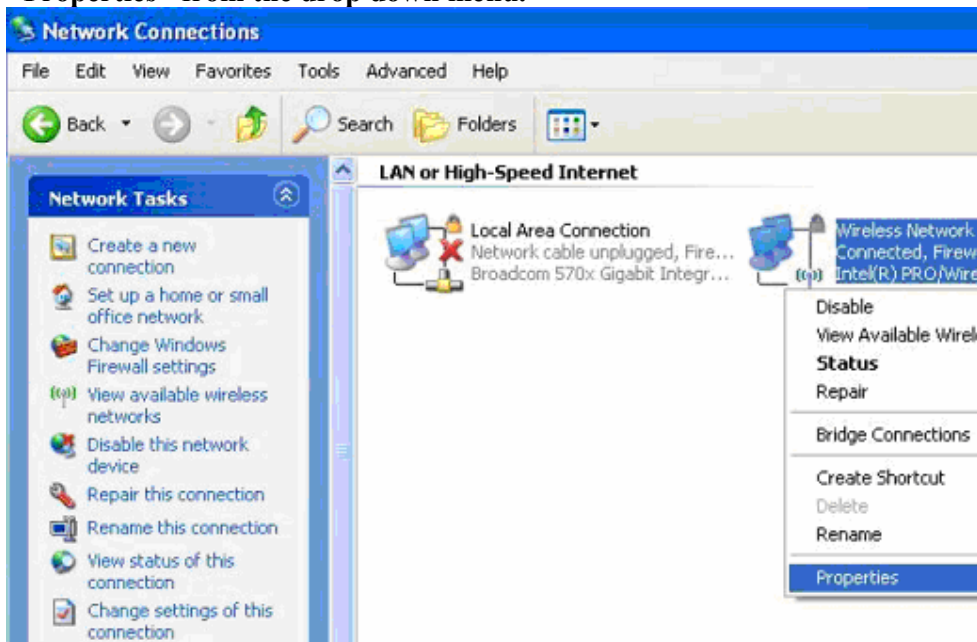 "Properties" from the drop down menu.
Network Connections
File Edit View Favorites Tools Advanced Help
Back Search Folders
Network Tasks
Create a new
connection
Set up a home or small
office network
Change Windows
Firewall settings
View available wireless
networks
Disable this network
device
Repair this connection
Rename this connection
View status of this
connection
Change settings of this
connection
LAN or High-Speed Internet
Local Area Connection
Network cable unplugged, Fire...
Broadcom 570x Gigabit Integr...
Wireless Network
Connected, Firew
Intel(R) PRO/Wire
Disable
View Available Wirel
Status
Repair
Bridge Connections
Create Shortcut
Delete
Rename
Properties